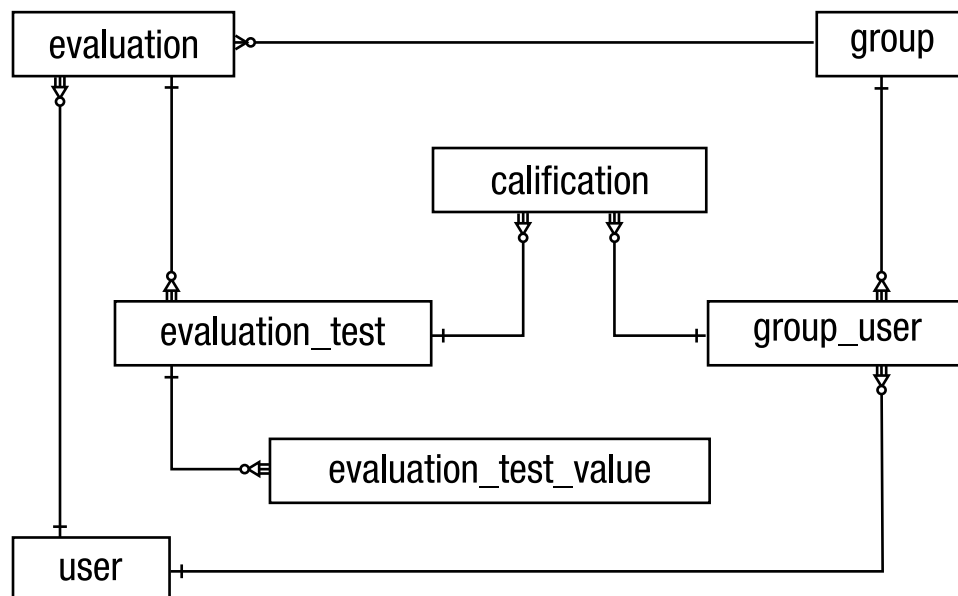 evaluation
group
calification
evaluation_test
group_user
evaluation_test_value
user